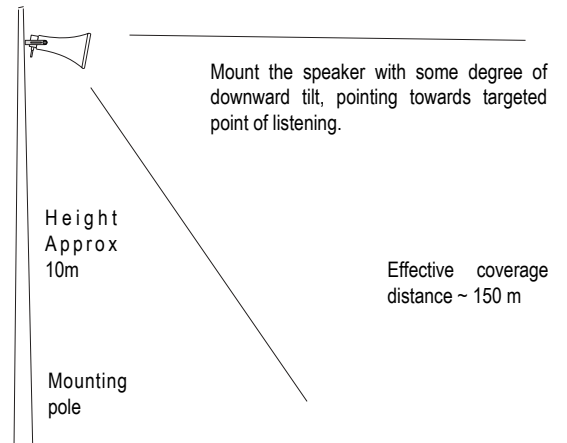 Mount the speaker with some degree of
downward tilt, pointing towards targeted
point of listening.
Height
Approx
10m
Effective coverage
distance ~ 150 m
Mounting
pole